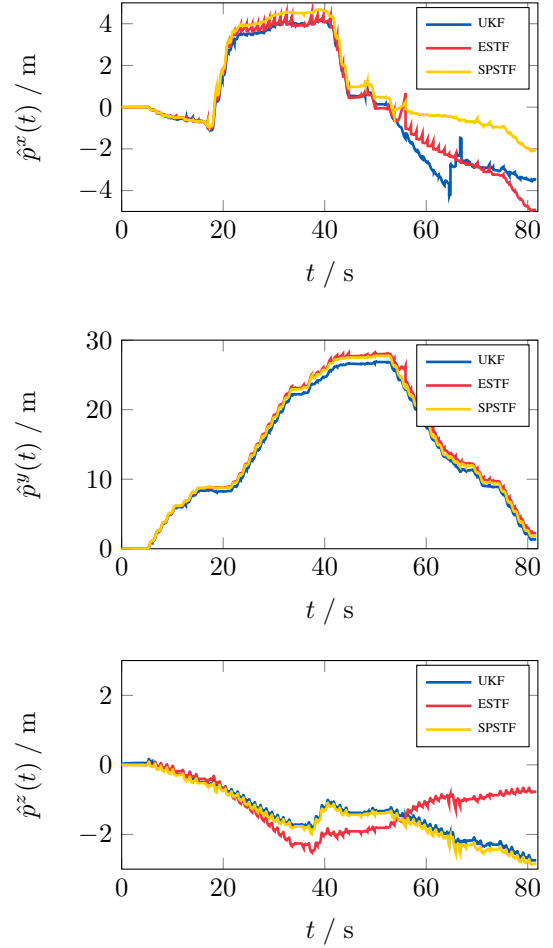 4
2
0
−2
−4
0 20 40 60 80
t / s
p̂ˣ(t) / m
UKF
ESTF
SPSTF
30
20
10
0
0 20 40 60 80
t / s
p̂ʸ(t) / m
UKF
ESTF
SPSTF
2
0
−2
0 20 40 60 80
t / s
p̂ᶻ(t) / m
UKF
ESTF
SPSTF